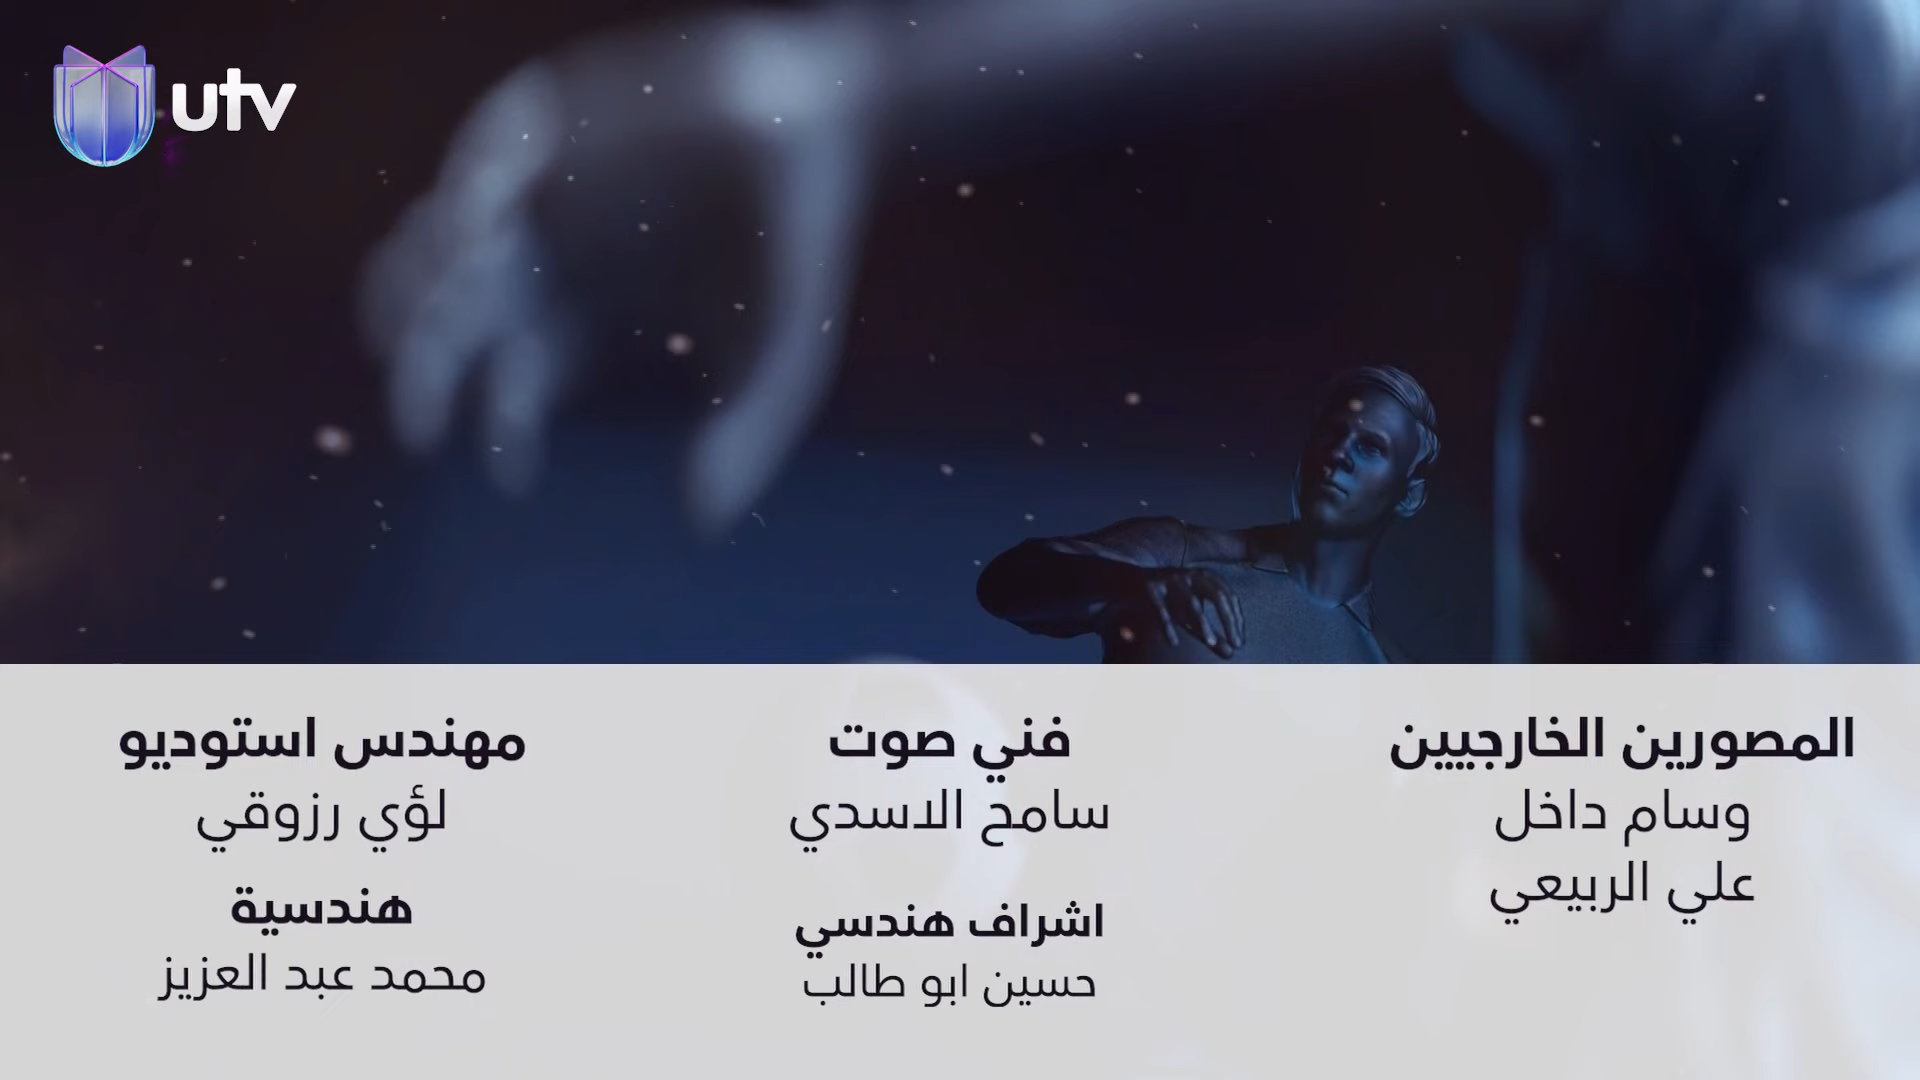 utv
المصورين الخارجيين
وسام داخل
علي الربيعي
فني صوت
سامح الاسدي
اشراف هندسي
حسين ابو طالب
مهندس استوديو
لؤي رزوقي
هندسية
محمد عبد العزيز